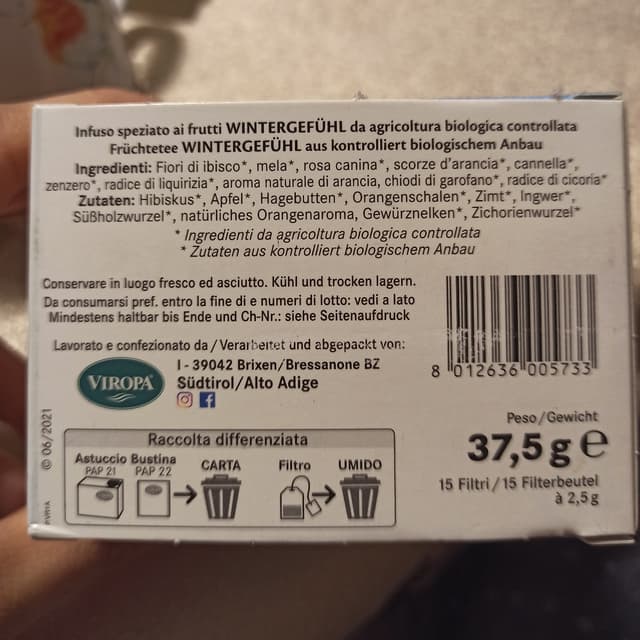 Infuso speziato ai frutti WINTERGEFÜHL da agricoltura biologica controllata
Früchtetee WINTERGEFÜHL aus kontrolliert biologischem Anbau
Ingredienti: Fiori di ibisco*, mela*, rosa canina*, scorze d'arancia*, cannella*,
zenzero*, radice di liquirizia*, aroma naturale di arancia, chiodi di garofano*, radice di cicoria*
Zutaten: Hibiskus*, Apfel*, Hagebutten*, Orangenschalen*, Zimt*, Ingwer*,
Süßholzwurzel*, natürliches Orangenaroma, Gewürznelken*, Zichorienwurzel*
* Ingredienti da agricoltura biologica controllata
* Zutaten aus kontrolliert biologischem Anbau
Conservare in luogo fresco ed asciutto. Kühl und trocken lagern.
Da consumarsi pref. entro la fine di e numeri di lotto: vedi a lato
Mindestens haltbar bis Ende und Ch-Nr.: siehe Seitenaufdruck
Lavorato e confezionato da / Verarbeitet und abgepackt von:
VIROPA
I - 39042 Brixen/Bressanone BZ
Südtirol/Alto Adige
8 012636 005733
© 06/2021
Raccolta differenziata
Astuccio Bustina
PAP 21 PAP 22
CARTA
Filtro
UMIDO
Peso/Gewicht
37,5 g e
15 Filtri / 15 Filterbeutel
à 2,5 g